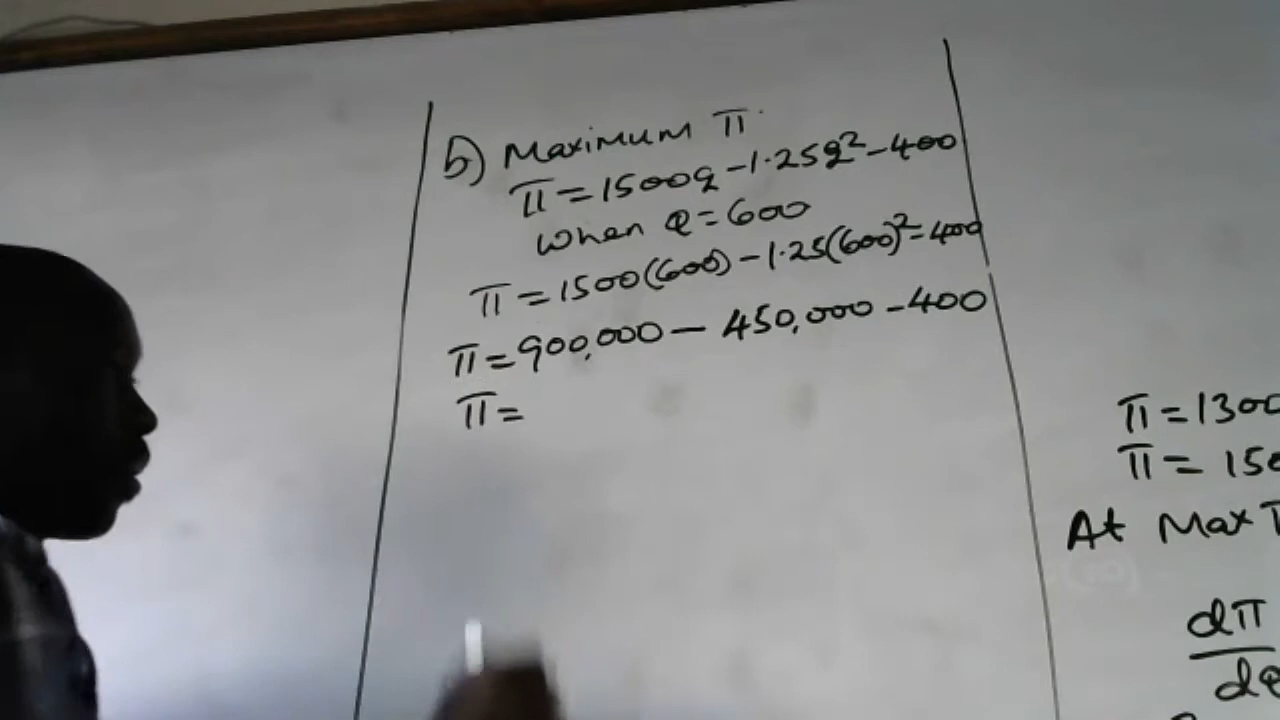 b) Maximum π
π = 1500q - 1.25q² - 400
when Q = 600
π = 1500(600) - 1.25(600)² = 400
π = 900,000 - 450,000 - 400
π =
π = 1300
π = 150
At Max π
dπ
dQ